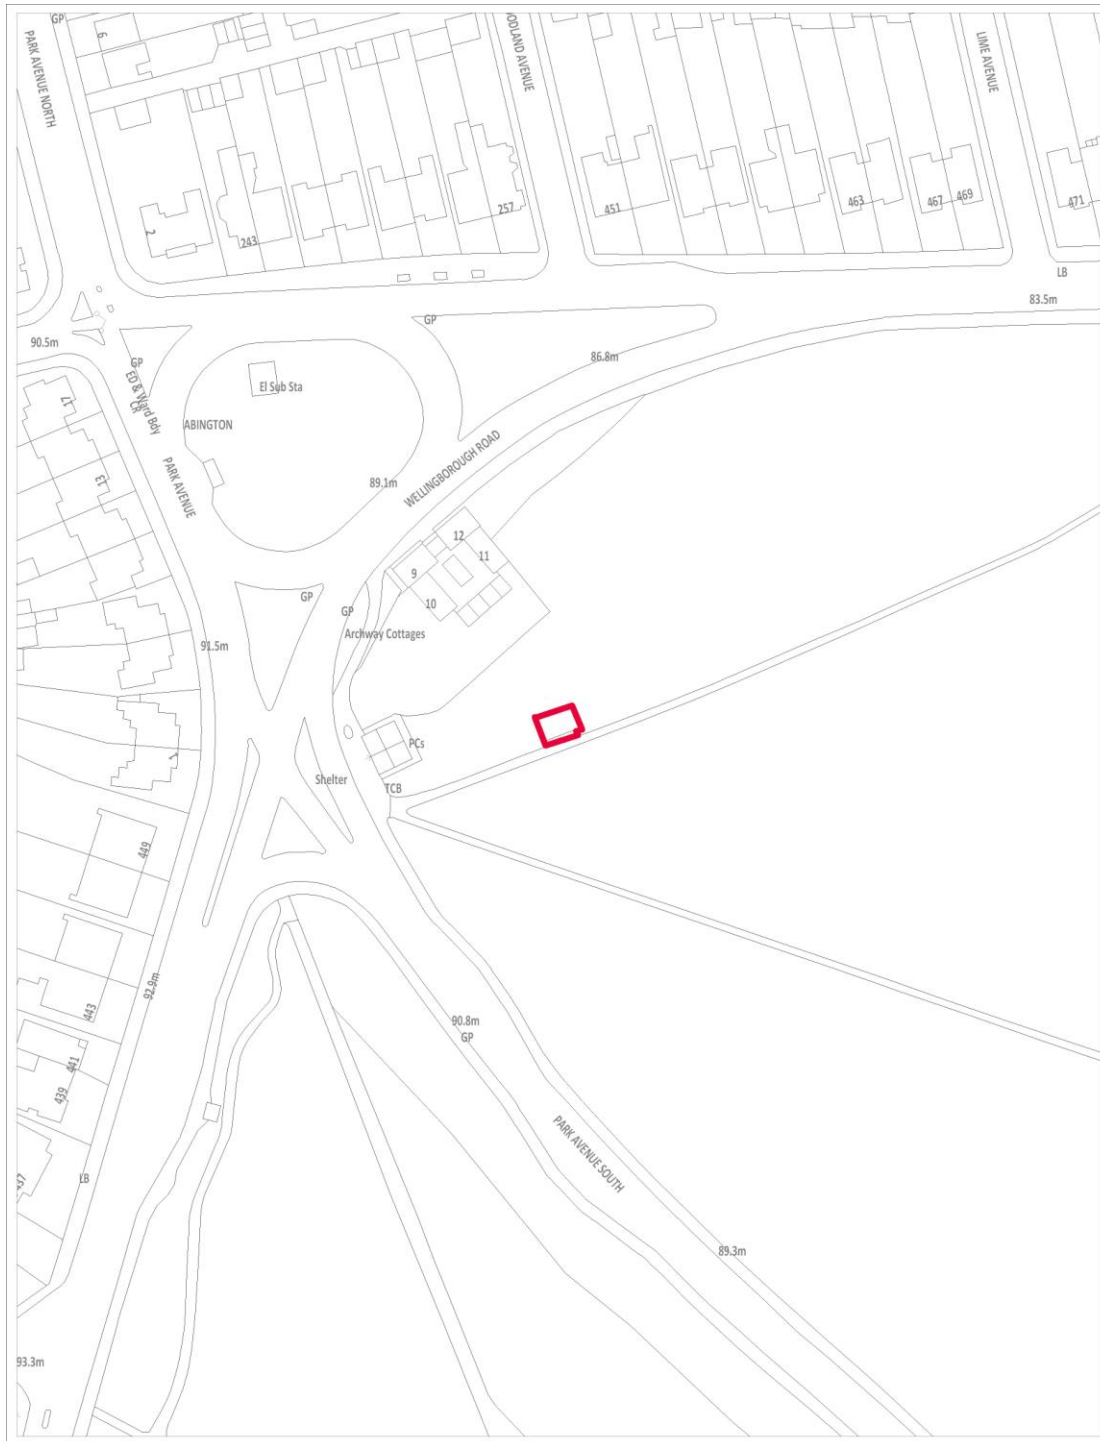 GP
6
PARK AVENUE NORTH
LIME AVENUE
2
243
257
451
463
467
469
471
LB
83.5m
90.5m
GP
ED & Ward Bdy
CR
El Sub Sta
ABINGTON
GP
86.8m
17
13
PARK AVENUE
89.1m
WELLINGBOROUGH ROAD
12
11
9
10
GP
GP
Archway Cottages
91.5m
PCs
1
Shelter
TCB
449
92.9m
443
441
439
90.8m
GP
PARK AVENUE SOUTH
LB
89.3m
93.3m